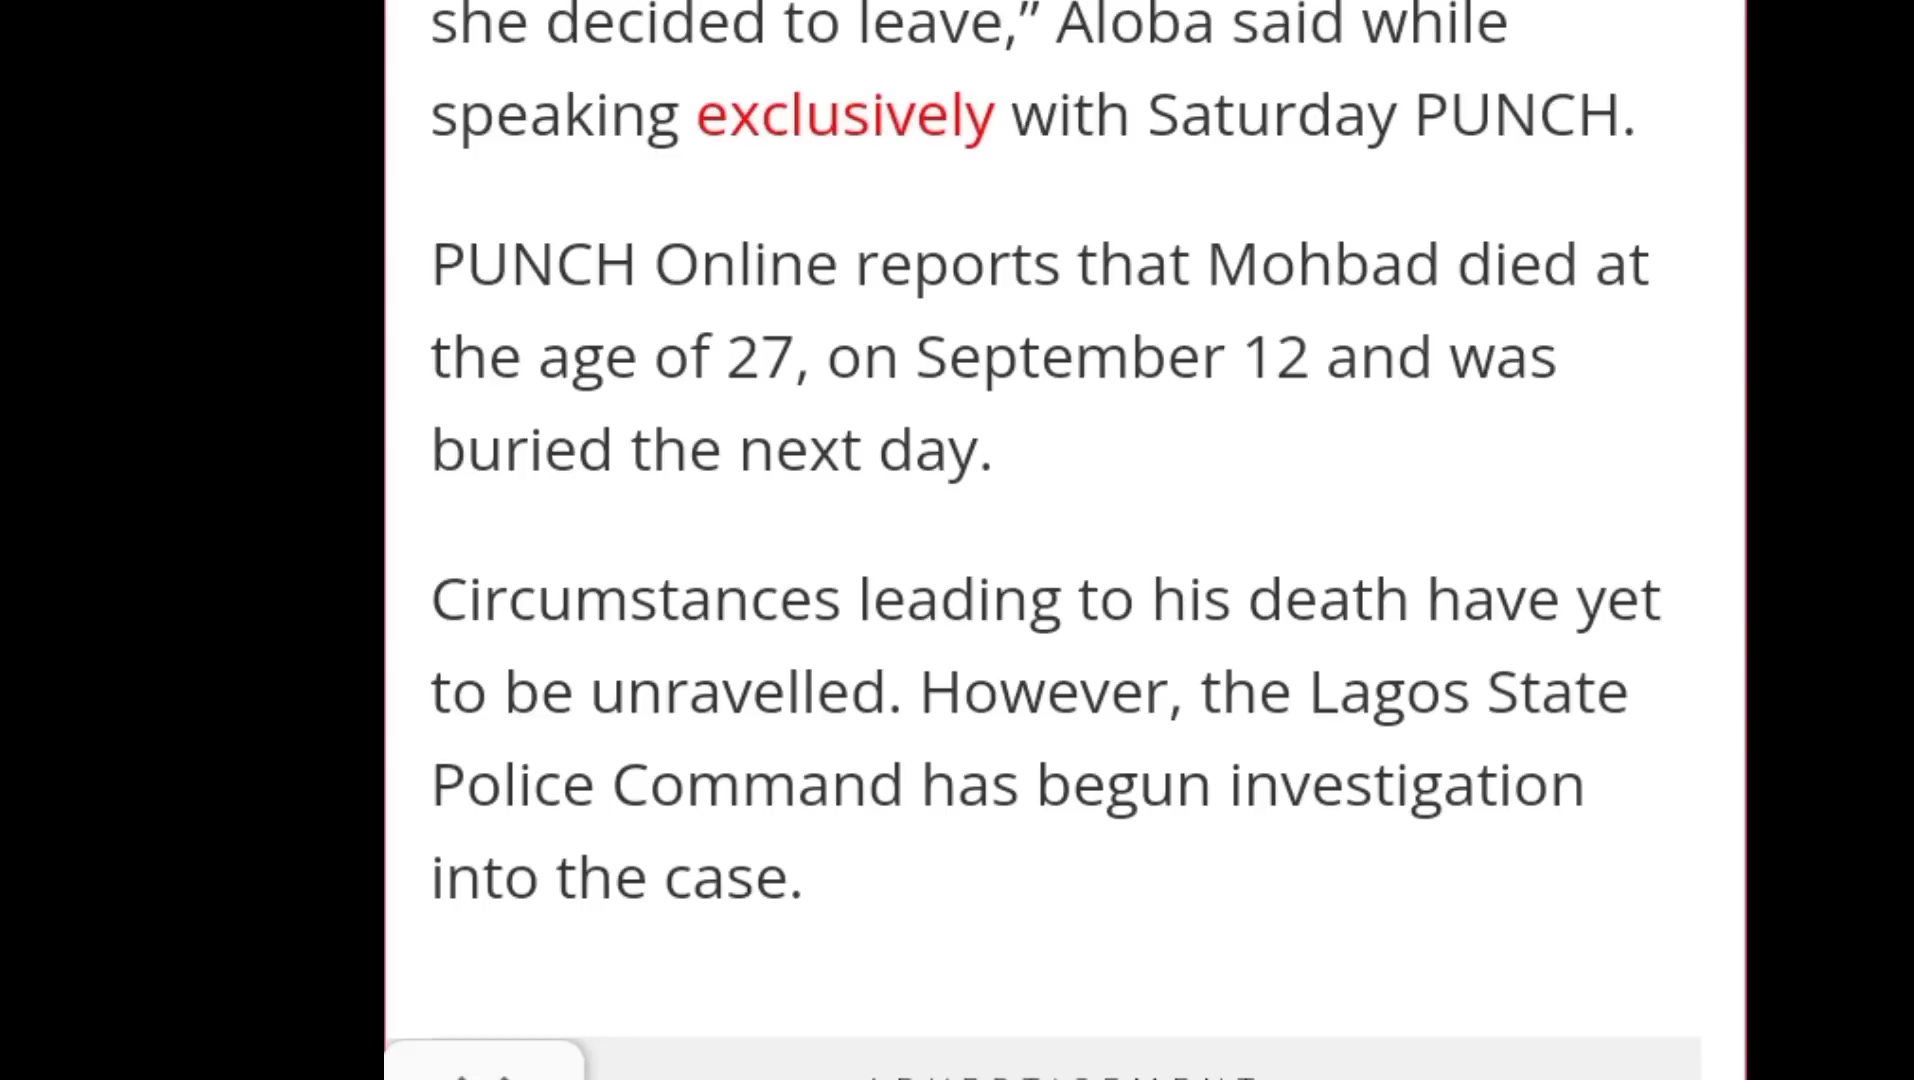 she decided to leave,” Aloba said while
speaking exclusively with Saturday PUNCH.
PUNCH Online reports that Mohbad died at
the age of 27, on September 12 and was
buried the next day.
Circumstances leading to his death have yet
to be unravelled. However, the Lagos State
Police Command has begun investigation
into the case.
ADVERTISEMENT